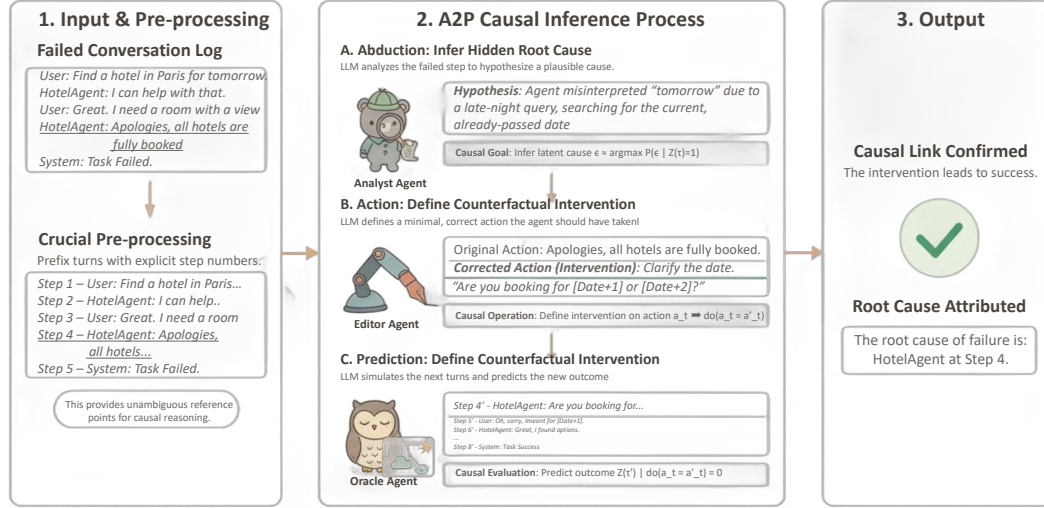 1. Input & Pre-processing
Failed Conversation Log
User: Find a hotel in Paris for tomorrow.
HotelAgent: I can help with that.
User: Great. I need a room with a view
HotelAgent: Apologies, all hotels are
fully booked
System: Task Failed.
Crucial Pre-processing
Prefix turns with explicit step numbers.
Step 1 – User: Find a hotel in Paris...
Step 2 – HotelAgent: I can help..
Step 3 – User: Great. I need a room
Step 4 – HotelAgent: Apologies,
all hotels...
Step 5 – System: Task Failed.
This provides unambiguous reference
points for causal reasoning.
2. A2P Causal Inference Process
A. Abduction: Infer Hidden Root Cause
LLM analyzes the failed step to hypothesize a plausible cause.
Hypothesis: Agent misinterpreted “tomorrow” due to
a late-night query, searching for the current,
already-passed date
Causal Goal: Infer latent cause ϵ ≈ argmax P(ϵ | Z(τ)=1)
Analyst Agent
B. Action: Define Counterfactual Intervention
LLM defines a minimal, correct action the agent should have takenl
Original Action: Apologies, all hotels are fully booked.
Corrected Action (Intervention): Clarify the date.
“Are you booking for [Date+1] or [Date+2]?”
Causal Operation: Define intervention on action a_t ➡ do(a_t = a’_t)
Editor Agent
C. Prediction: Define Counterfactual Intervention
LLM simulates the next turns and predicts the new outcome
Step 4’ - HotelAgent: Are you booking for...
Step 5’ - User: Oh, sorry, Imeant for [Date+1].
Step 6’ - HotelAgent: Great, I found options.
...
Step 8’ - System: Task Success
Causal Evaluation: Predict outcome Z(τ’) | do(a_t = a’_t) = 0
Oracle Agent
3. Output
Causal Link Confirmed
The intervention leads to success.
Root Cause Attributed
The root cause of failure is:
HotelAgent at Step 4.